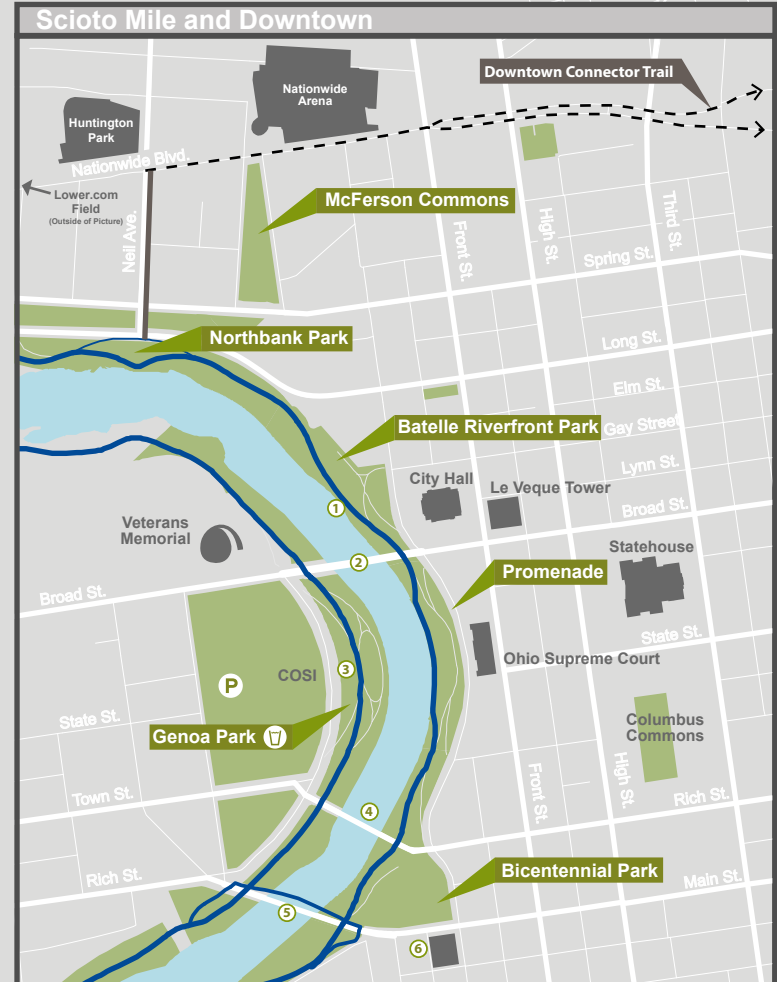 Scioto Mile and Downtown
Nationwide
Arena
Downtown Connector Trail
Huntington
Park
Nationwide Blvd.
Lower.com
Field
(Outside of Picture)
Neil Ave.
McFerson Commons
Front St.
High St.
Third St.
Spring St.
Northbank Park
Long St.
Elm St.
Batelle Riverfront Park
Gay Street
Lynn St.
City Hall
Le Veque Tower
Broad St.
1
Veterans
Memorial
2
Statehouse
Promenade
Broad St.
State St.
Ohio Supreme Court
3
COSI
P
State St.
Genoa Park
Columbus
Commons
Town St.
Front St.
High St.
Rich St.
4
Rich St.
Bicentennial Park
Main St.
5
6